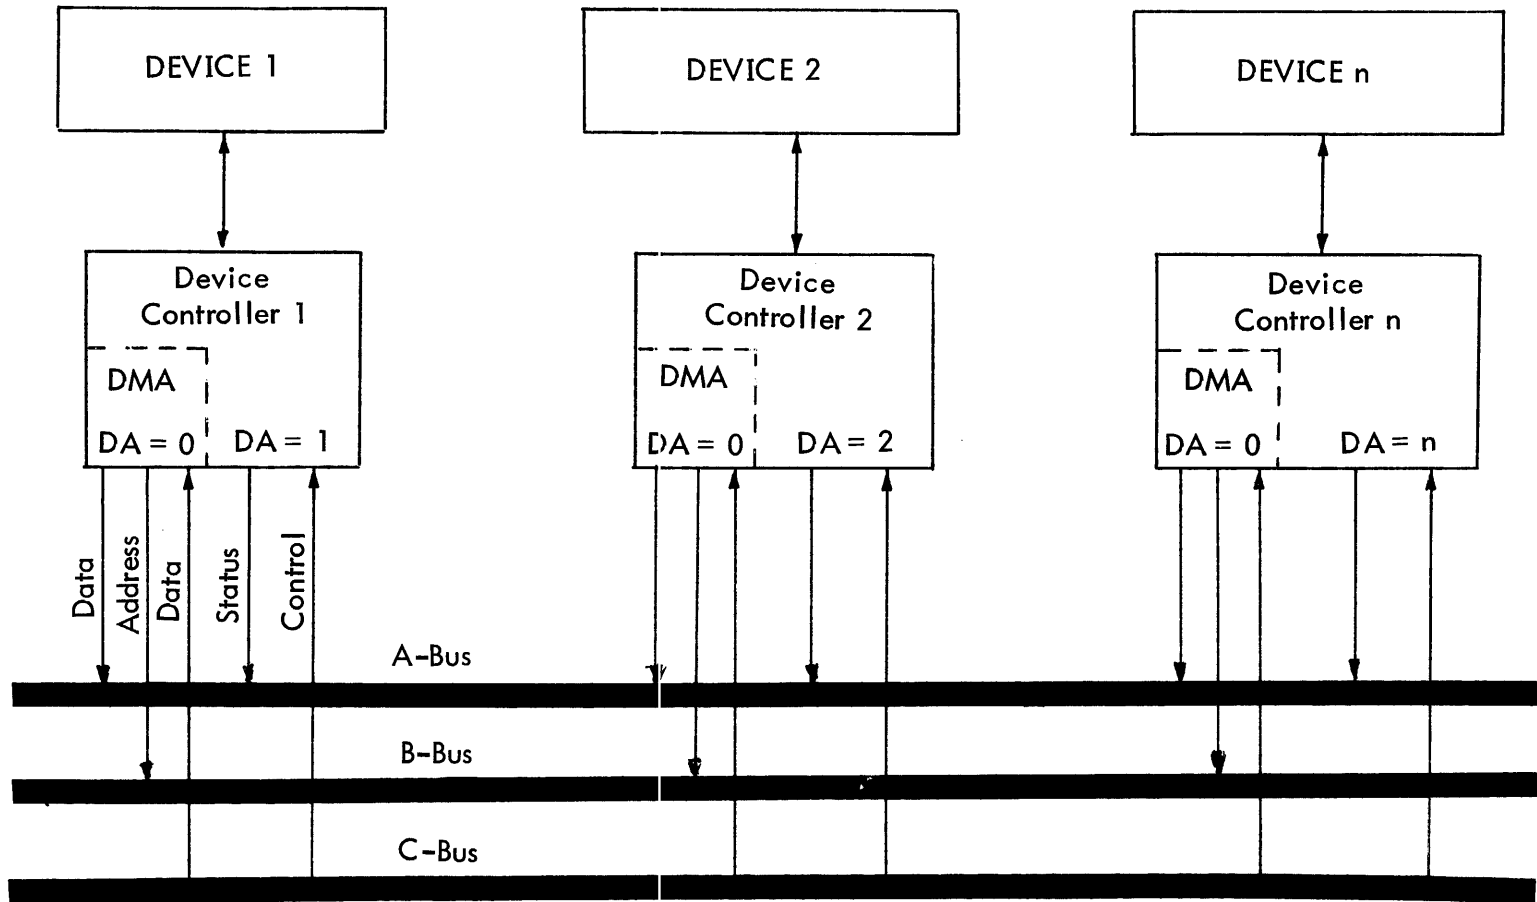 DEVICE 1
DEVICE 2
DEVICE n
Device
Controller 1
Device
Controller 2
Device
Controller n
DMA
DMA
DMA
DA = 0
DA = 1
DA = 0
DA = 2
DA = 0
DA = n
Data
Address
Data
Status
Control
A-Bus
B-Bus
C-Bus